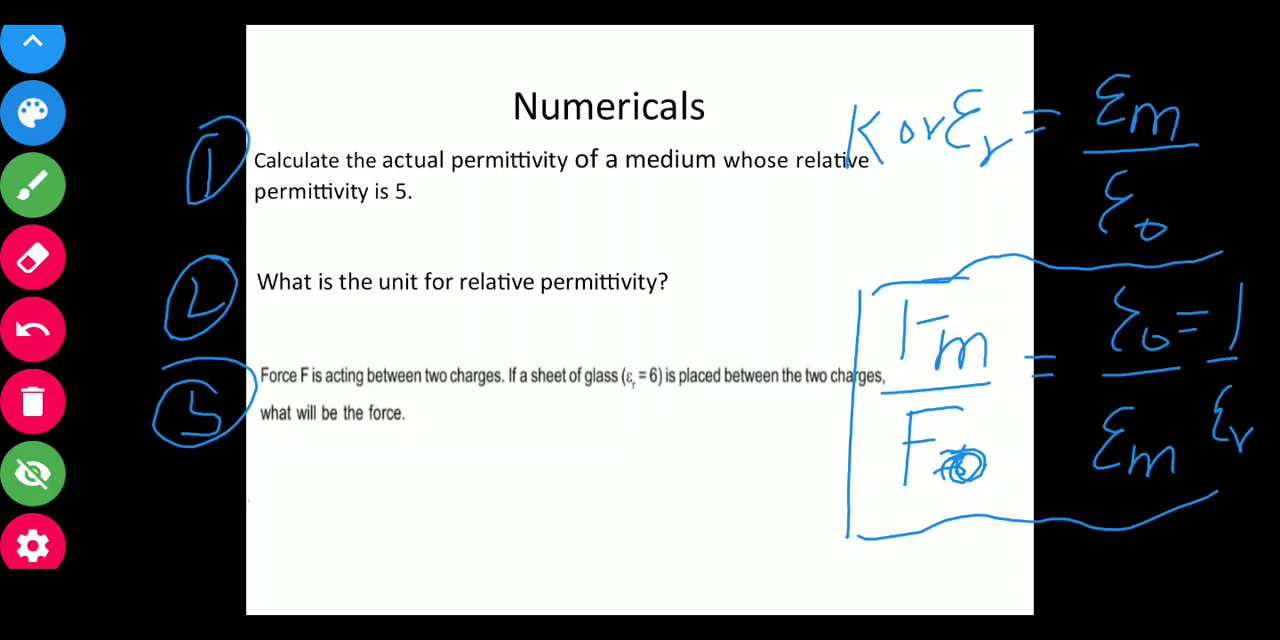 Numericals
K or εr = εm / ε0
1
Calculate the actual permittivity of a medium whose relative
permittivity is 5.
2
What is the unit for relative permittivity?
Fm / F = ε0 / εm = 1 / εr
3
Force F is acting between two charges. If a sheet of glass (εr = 6) is placed between the two charges,
what will be the force.